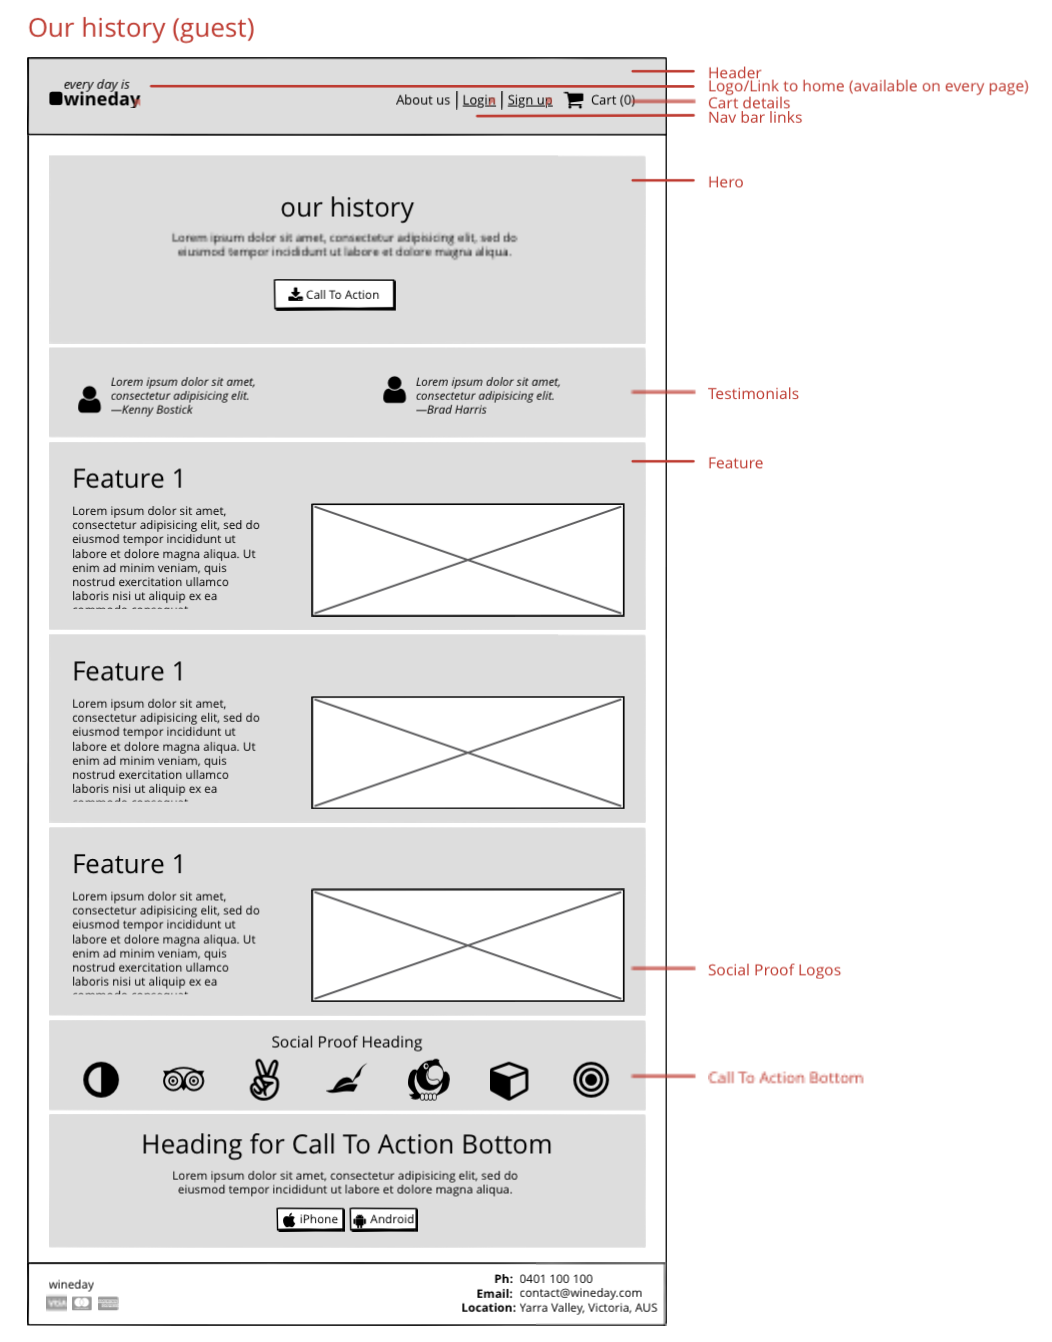 Our history (guest)
every day is
wineday
About us
Login
Sign up
Cart (0)
Header
Logo/Link to home (available on every page)
Cart details
Nav bar links
Hero
our history
Lorem ipsum dolor sit amet, consectetur adipisicing elit, sed do
eiusmod tempor incididunt ut labore et dolore magna aliqua.
Call To Action
Lorem ipsum dolor sit amet,
consectetur adipisicing elit.
—Kenny Bostick
Lorem ipsum dolor sit amet,
consectetur adipisicing elit.
—Brad Harris
Testimonials
Feature
Feature 1
Lorem ipsum dolor sit amet,
consectetur adipisicing elit, sed do
eiusmod tempor incididunt ut
labore et dolore magna aliqua. Ut
enim ad minim veniam, quis
nostrud exercitation ullamco
laboris nisi ut aliquip ex ea
Feature 1
Lorem ipsum dolor sit amet,
consectetur adipisicing elit, sed do
eiusmod tempor incididunt ut
labore et dolore magna aliqua. Ut
enim ad minim veniam, quis
nostrud exercitation ullamco
laboris nisi ut aliquip ex ea
Feature 1
Lorem ipsum dolor sit amet,
consectetur adipisicing elit, sed do
eiusmod tempor incididunt ut
labore et dolore magna aliqua. Ut
enim ad minim veniam, quis
nostrud exercitation ullamco
laboris nisi ut aliquip ex ea
Social Proof Logos
Social Proof Heading
Call To Action Bottom
Heading for Call To Action Bottom
Lorem ipsum dolor sit amet, consectetur adipisicing elit, sed do
eiusmod tempor incididunt ut labore et dolore magna aliqua.
iPhone
Android
wineday
VISA
Ph: 0401 100 100
Email: contact@wineday.com
Location: Yarra Valley, Victoria, AUS